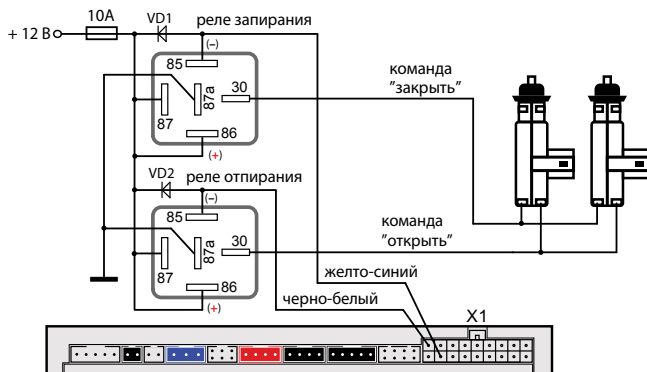 10А
VD1
реле запирания
+ 12 В
(–)
85
команда
"закрыть"
30
87а
87
86
(+)
VD2
реле отпирания
(–)
85
команда
"открыть"
30
87а
87
86
(+)
желто-синий
черно-белый
X1